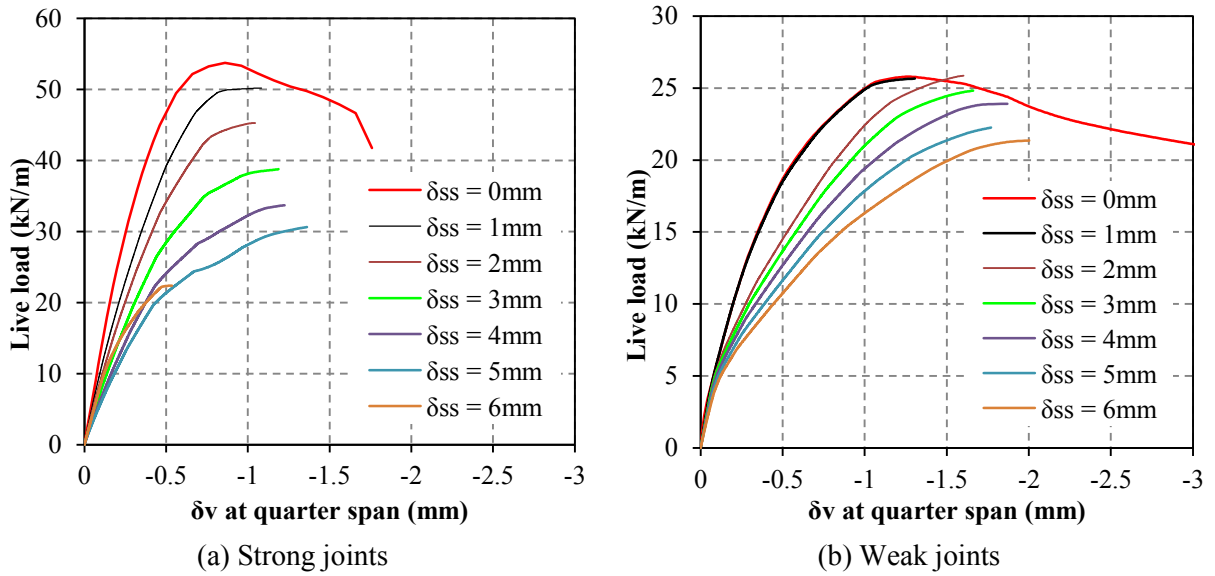 60
50
40
30
20
10
0
Live load (kN/m)
δss = 0mm
δss = 1mm
δss = 2mm
δss = 3mm
δss = 4mm
δss = 5mm
δss = 6mm
0 -0.5 -1 -1.5 -2 -2.5 -3
δv at quarter span (mm)
(a) Strong joints
30
25
20
15
10
5
0
Live load (kN/m)
δss = 0mm
δss = 1mm
δss = 2mm
δss = 3mm
δss = 4mm
δss = 5mm
δss = 6mm
0 -0.5 -1 -1.5 -2 -2.5 -3
δv at quarter span (mm)
(b) Weak joints